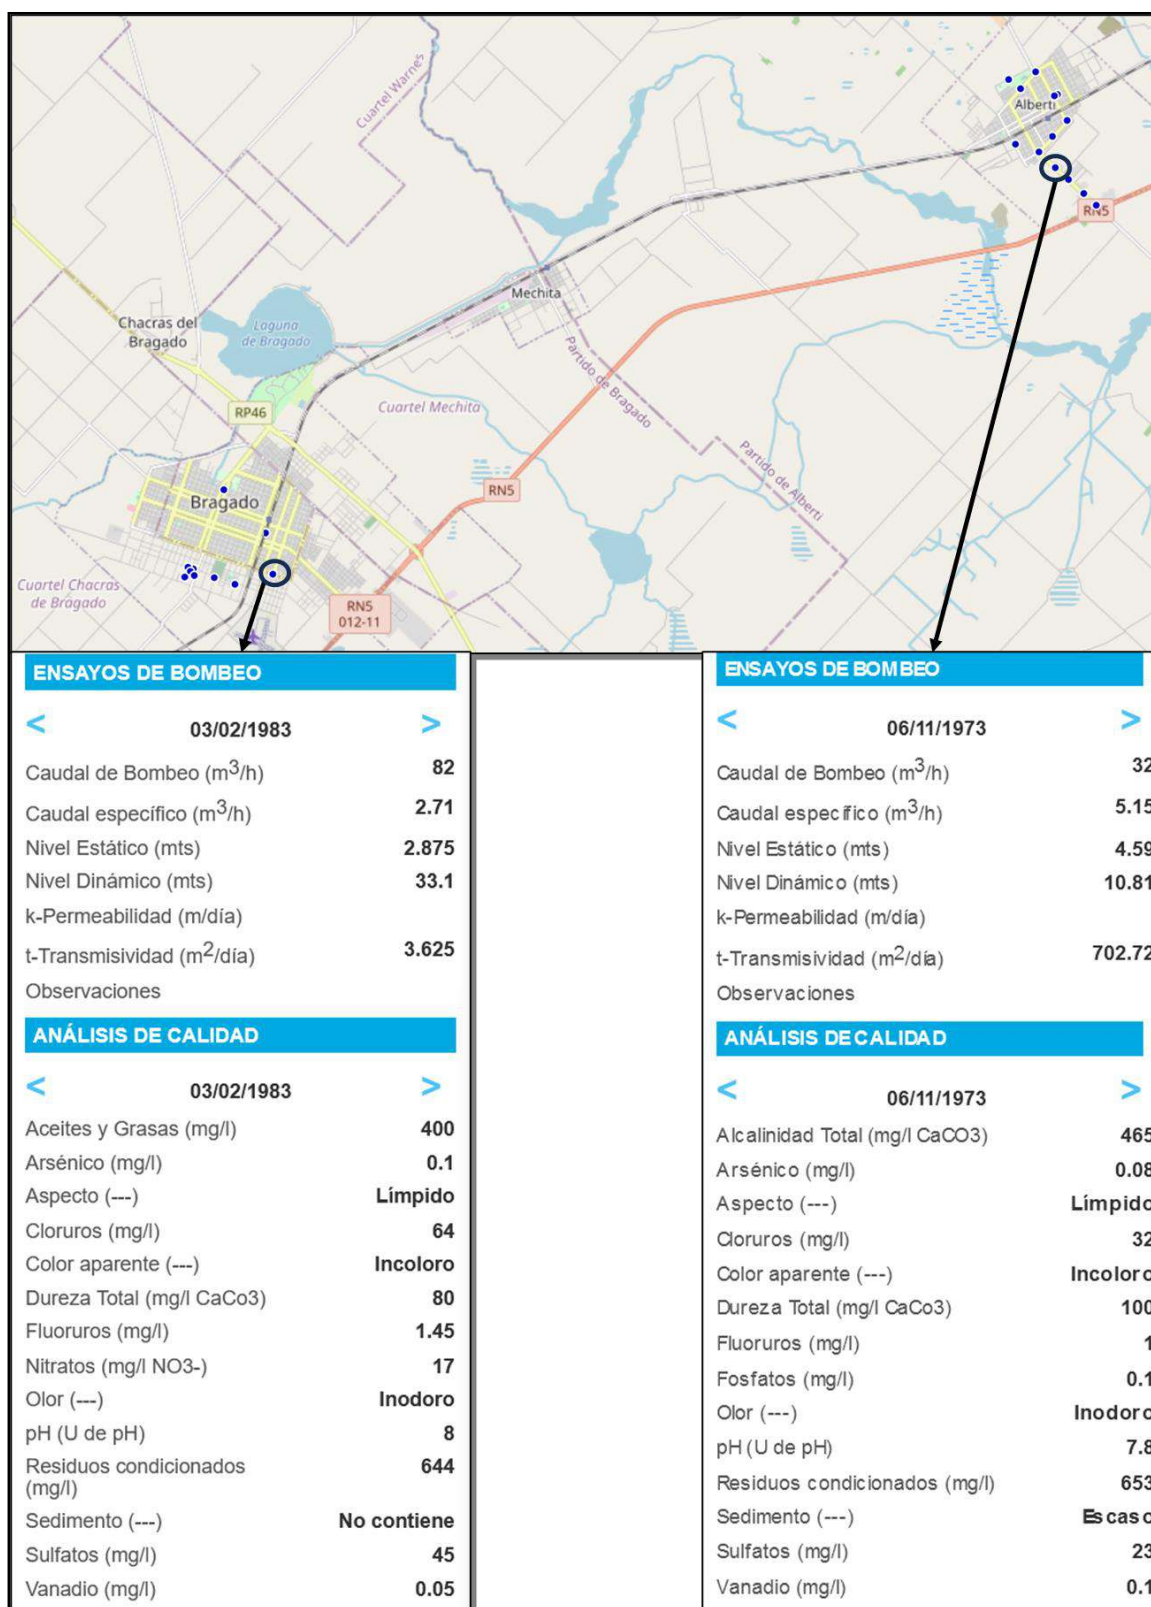 Cuartel Warnes
Alberti
RN5
Mechita
Chacras del
Bragado
Laguna
de Bragado
Partido de Bragado
Cuartel Mechita
RP46
Partido de Alberti
Bragado
RN5
Cuartel Chacras
de Bragado
RN5
012-11
ENSAYOS DE BOMBEO
< 03/02/1983 >
Caudal de Bombeo (m3/h) 82
Caudal específico (m3/h) 2.71
Nivel Estático (mts) 2.875
Nivel Dinámico (mts) 33.1
k-Permeabilidad (m/día)
t-Transmisividad (m2/día) 3.625
Observaciones
ANÁLISIS DE CALIDAD
< 03/02/1983 >
Aceites y Grasas (mg/l) 400
Arsénico (mg/l) 0.1
Aspecto (---) Límpido
Cloruros (mg/l) 64
Color aparente (---) Incoloro
Dureza Total (mg/l CaCo3) 80
Fluoruros (mg/l) 1.45
Nitratos (mg/l NO3-) 17
Olor (---) Inodoro
pH (U de pH) 8
Residuos condicionados 644
(mg/l)
Sedimento (---) No contiene
Sulfatos (mg/l) 45
Vanadio (mg/l) 0.05
ENSAYOS DE BOMBEO
< 06/11/1973 >
Caudal de Bombeo (m3/h) 32
Caudal específico (m3/h) 5.15
Nivel Estático (mts) 4.59
Nivel Dinámico (mts) 10.81
k-Permeabilidad (m/día)
t-Transmisividad (m2/día) 702.72
Observaciones
ANÁLISIS DE CALIDAD
< 06/11/1973 >
Alcalinidad Total (mg/l CaCO3) 465
Arsénico (mg/l) 0.08
Aspecto (---) Límpido
Cloruros (mg/l) 32
Color aparente (---) Incoloro
Dureza Total (mg/l CaCo3) 100
Fluoruros (mg/l) 1
Fosfatos (mg/l) 0.1
Olor (---) Inodoro
pH (U de pH) 7.8
Residuos condicionados (mg/l) 653
Sedimento (---) Escaso
Sulfatos (mg/l) 23
Vanadio (mg/l) 0.1